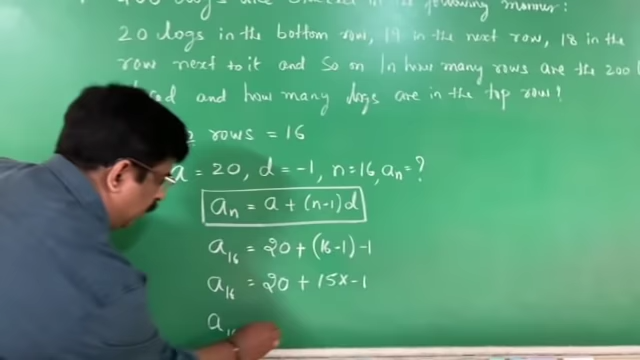 200 logs are stacked in the following manner:
20 logs in the bottom row, 19 in the next row, 18 in the
row next to it and so on In how many rows are the 200
and how many logs are in the top row?
rows = 16
a = 20, d = -1, n = 16, an = ?
an = a + (n-1)d
a16 = 20 + (16-1) -1
a16 = 20 + 15x -1
a1